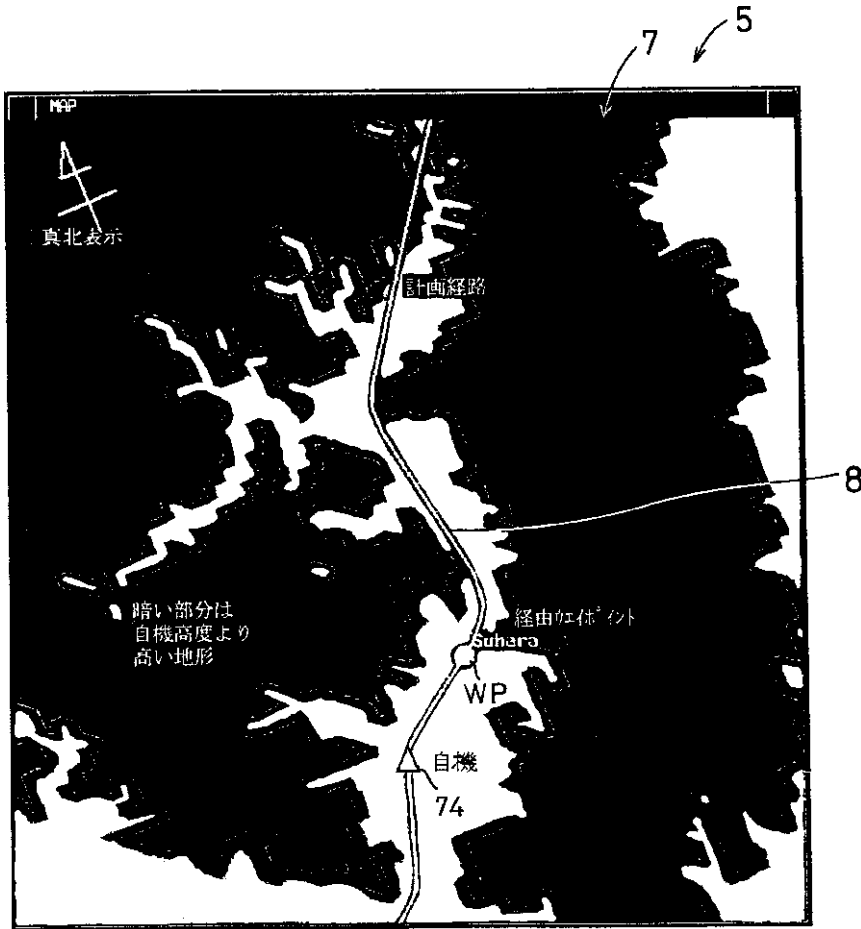 5
7
MAP
真北表示
計画経路
8
暗い部分は
自機高度より
高い地形
経由ウエイポイント
Suhara
WP
自機
74